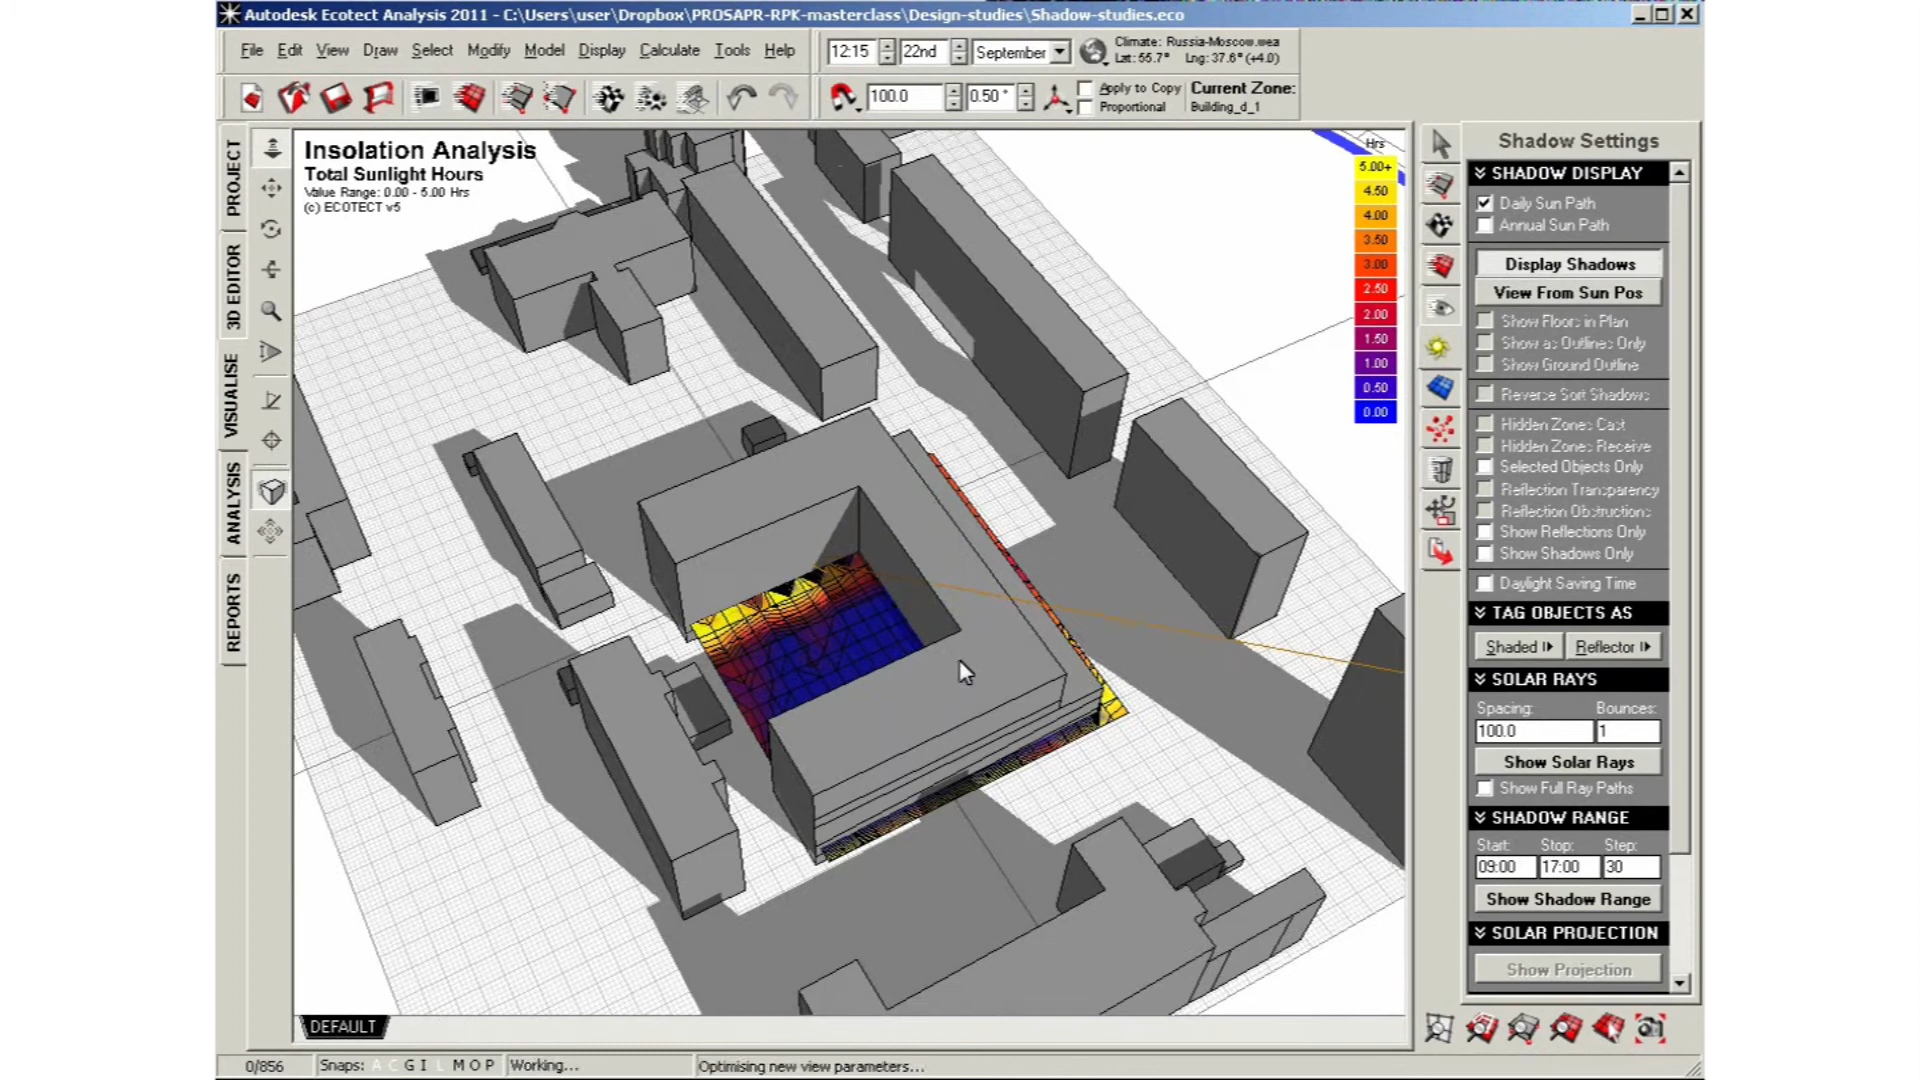 Autodesk Ecotect Analysis 2011 - C:\Users\user\Dropbox\PROSAPR-RPK-masterclass\Design-studies\Shadow-studies.eco
File Edit View Draw Select Modify Model Display Calculate Tools Help
12:15 22nd September
Climate: Russia-Moscow.wea
Lat: 55.7° Lng: 37.6° (+4.0)
100.0 0.50 °
Apply to Copy
Proportional
Current Zone:
Building_d_1
PROJECT
3D EDITOR
VISUALISE
ANALYSIS
REPORTS
Insolation Analysis
Total Sunlight Hours
Value Range: 0.00 - 5.00 Hrs
(c) ECOTECT v5
Hrs
5.00+
4.50
4.00
3.50
3.00
2.50
2.00
1.50
1.00
0.50
0.00
Shadow Settings
SHADOW DISPLAY
Daily Sun Path
Annual Sun Path
Display Shadows
View From Sun Pos
Show Floors in Plan
Show as Outlines Only
Show Ground Outline
Reverse Sort Shadows
Hidden Zones Cast
Hidden Zones Receive
Selected Objects Only
Reflection Transparency
Reflection Obstructions
Show Reflections Only
Show Shadows Only
Daylight Saving Time
TAG OBJECTS AS
Shaded Reflector
SOLAR RAYS
Spacing: Bounces:
100.0 1
Show Solar Rays
Show Full Ray Paths
SHADOW RANGE
Start: Stop: Step:
09:00 17:00 30
Show Shadow Range
SOLAR PROJECTION
Show Projection
DEFAULT
0/856 Snaps: A C G I L M O P Working... Optimising new view parameters...